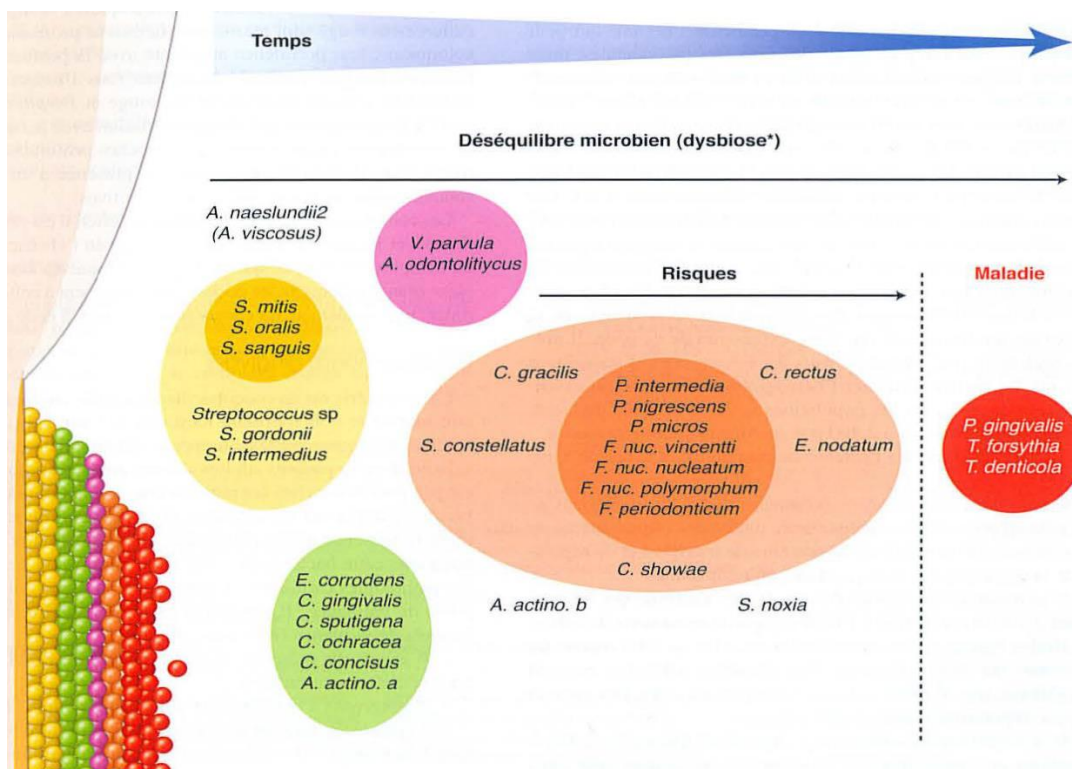 Temps
Déséquilibre microbien (dysbiose*)
A. naeslundii2
(A. viscosus)
V. parvula
A. odontolitiycus
Risques
Maladie
S. mitis
S. oralis
S. sanguis
Streptococcus sp
S. gordonii
S. intermedius
C. gracilis
C. rectus
P. intermedia
P. nigrescens
P. micros
F. nuc. vincentti
F. nuc. nucleatum
F. nuc. polymorphum
F. periodonticum
S. constellatus
E. nodatum
C. showae
P. gingivalis
T. forsythia
T. denticola
E. corrodens
C. gingivalis
C. sputigena
C. ochracea
C. concisus
A. actino. a
A. actino. b
S. noxia